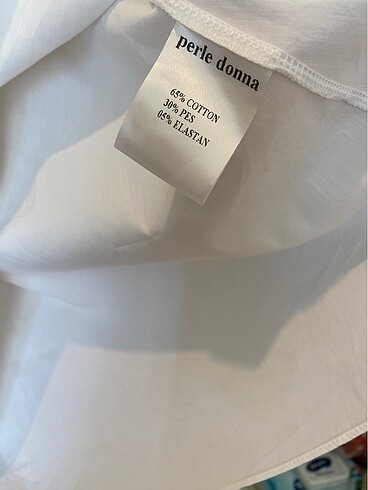 perle donna
65% COTTON
30% PES
05% ELASTAN